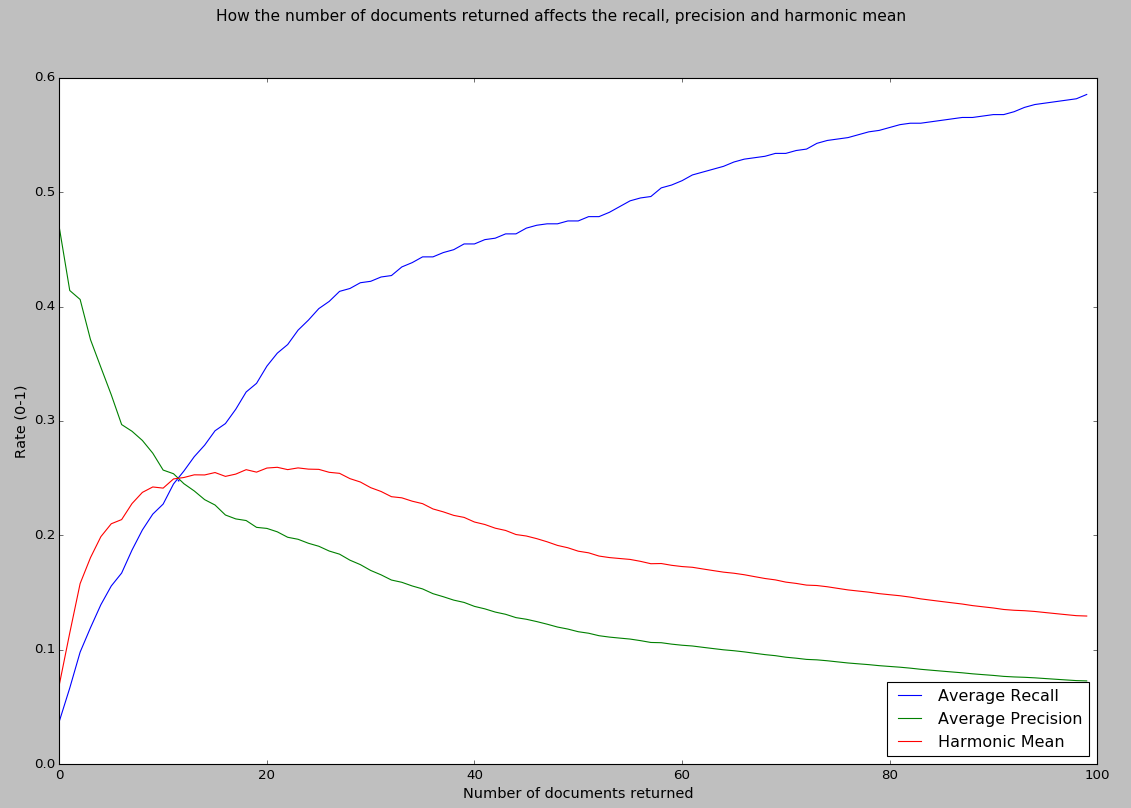 How the number of documents returned affects the recall, precision and harmonic mean
0.6
0.5
0.4
0.3
0.2
0.1
0.0
Rate (0-1)
0 20 40 60 80 100
Number of documents returned
Average Recall
Average Precision
Harmonic Mean